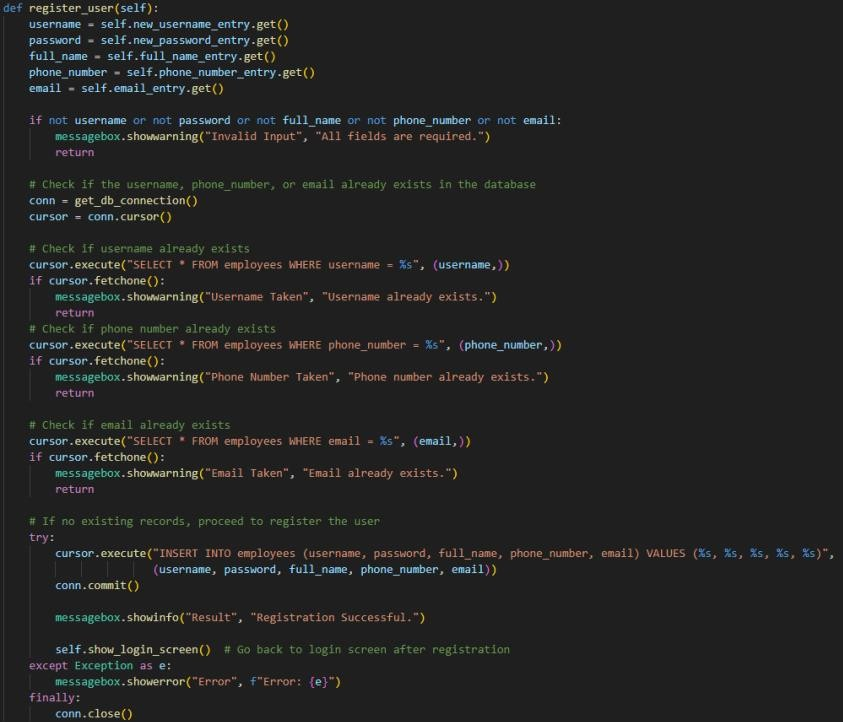 def register_user(self):
    username = self.new_username_entry.get()
    password = self.new_password_entry.get()
    full_name = self.full_name_entry.get()
    phone_number = self.phone_number_entry.get()
    email = self.email_entry.get()

    if not username or not password or not full_name or not phone_number or not email:
        messagebox.showwarning("Invalid Input", "All fields are required.")
        return

    # Check if the username, phone_number, or email already exists in the database
    conn = get_db_connection()
    cursor = conn.cursor()

    # Check if username already exists
    cursor.execute("SELECT * FROM employees WHERE username = %s", (username,))
    if cursor.fetchone():
        messagebox.showwarning("Username Taken", "Username already exists.")
        return
    # Check if phone number already exists
    cursor.execute("SELECT * FROM employees WHERE phone_number = %s", (phone_number,))
    if cursor.fetchone():
        messagebox.showwarning("Phone Number Taken", "Phone number already exists.")
        return

    # Check if email already exists
    cursor.execute("SELECT * FROM employees WHERE email = %s", (email,))
    if cursor.fetchone():
        messagebox.showwarning("Email Taken", "Email already exists.")
        return

    # If no existing records, proceed to register the user
    try:
        cursor.execute("INSERT INTO employees (username, password, full_name, phone_number, email) VALUES (%s, %s, %s, %s, %s)",
                       (username, password, full_name, phone_number, email))
        conn.commit()

        messagebox.showinfo("Result", "Registration Successful.")

        self.show_login_screen()  # Go back to login screen after registration
    except Exception as e:
        messagebox.showerror("Error", f"Error: {e}")
    finally:
        conn.close()